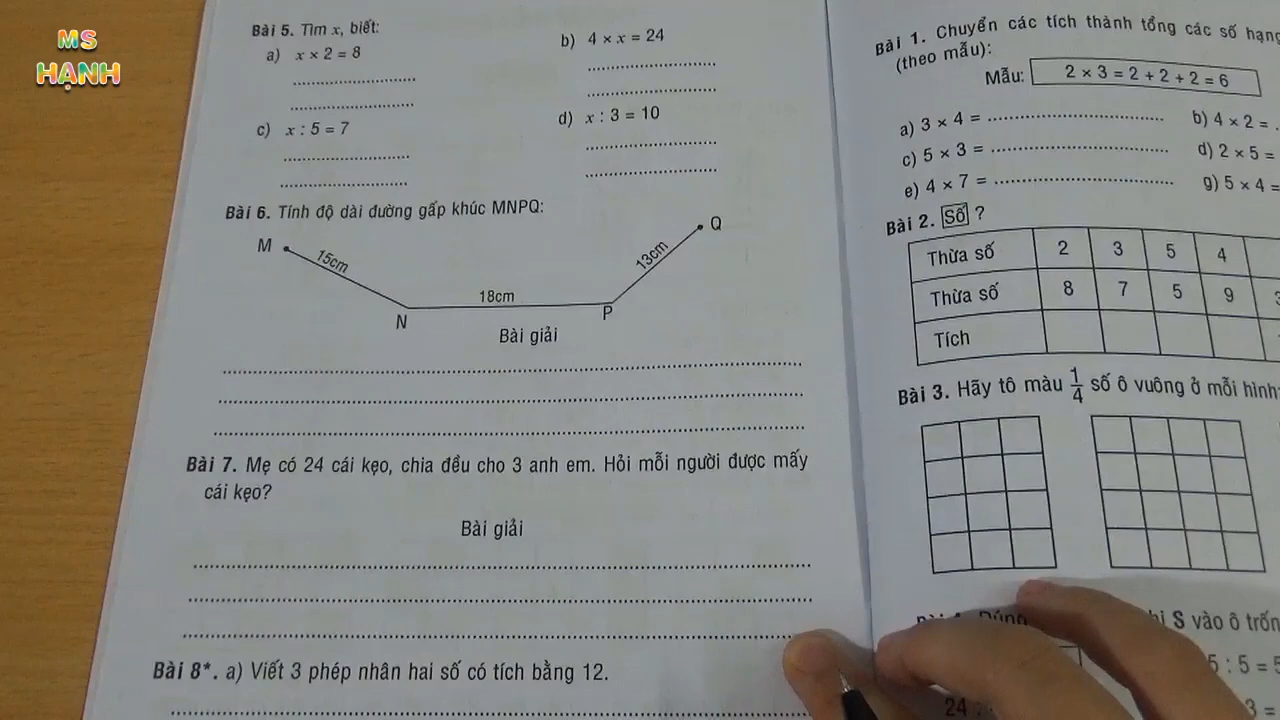 MS
HẠNH
Bài 5. Tìm x, biết:
a) x × 2 = 8
b) 4 × x = 24
c) x : 5 = 7
d) x : 3 = 10
Bài 6. Tính độ dài đường gấp khúc MNPQ:
M
15cm
N
18cm
P
13cm
Q
Bài giải
Bài 7. Mẹ có 24 cái kẹo, chia đều cho 3 anh em. Hỏi mỗi người được mấy
cái kẹo?
Bài giải
Bài 8*. a) Viết 3 phép nhân hai số có tích bằng 12.
Bài 1. Chuyển các tích thành tổng các số hạng
(theo mẫu):
Mẫu: 2 × 3 = 2 + 2 + 2 = 6
a) 3 × 4 = b) 4 × 2 =
c) 5 × 3 = d) 2 × 5 =
e) 4 × 7 = g) 5 × 4 =
Bài 2. Số ?
Thừa số 2 3 5 4
Thừa số 8 7 5 9
Tích
Bài 3. Hãy tô màu 1/4 số ô vuông ở mỗi hình
S vào ô
5 : 5 = 5
24
3 =